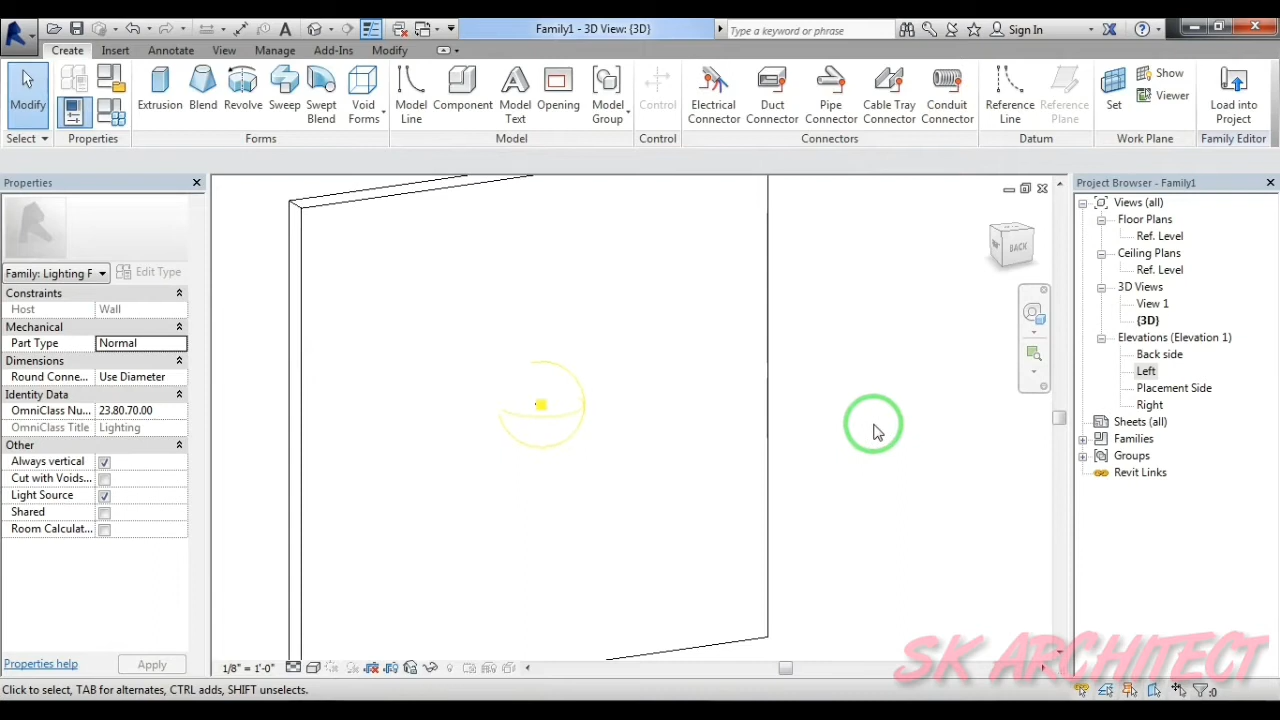 Family1 - 3D View: {3D}
Type a keyword or phrase
Sign In
Create
Insert
Annotate
View
Manage
Add-Ins
Modify
Modify
Extrusion
Blend
Revolve
Sweep
Swept Blend
Void Forms
Model Line
Component
Model Text
Opening
Model Group
Control
Electrical Connector
Duct Connector
Pipe Connector
Cable Tray Connector
Conduit Connector
Reference Line
Reference Plane
Set
Show
Viewer
Load into Project
Select
Properties
Forms
Model
Control
Connectors
Datum
Work Plane
Family Editor
Properties
Family: Lighting F
Edit Type
Constraints
Host Wall
Mechanical
Part Type Normal
Dimensions
Round Conne... Use Diameter
Identity Data
OmniClass Nu... 23.80.70.00
OmniClass Title Lighting
Other
Always vertical
Cut with Voids...
Light Source
Shared
Room Calculat...
Properties help
Apply
BACK
Project Browser - Family1
Views (all)
Floor Plans
Ref. Level
Ceiling Plans
Ref. Level
3D Views
View 1
{3D}
Elevations (Elevation 1)
Back side
Left
Placement Side
Right
Sheets (all)
Families
Groups
Revit Links
1/8" = 1'-0"
SK ARCHITECT
Click to select, TAB for alternates, CTRL adds, SHIFT unselects.
:0